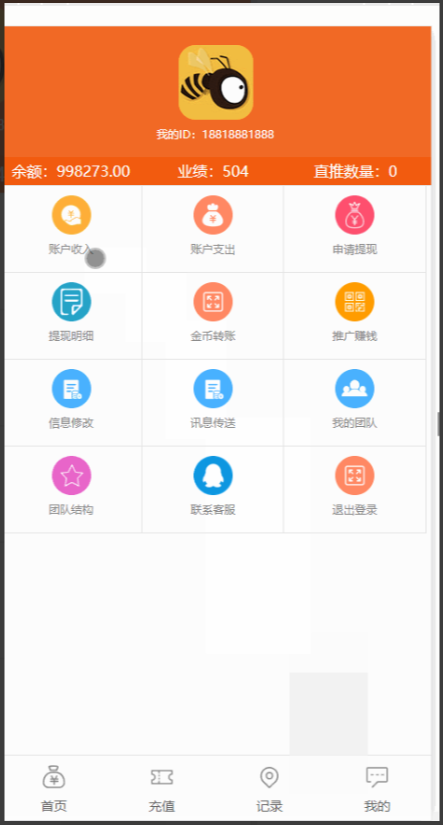 我的ID：18818881888
余额：998273.00 业绩：504 直推数量：0
账户收入 账户支出 申请提现
提现明细 金币转账 推广赚钱
信息修改 讯息传送 我的团队
团队结构 联系客服 退出登录
首页 充值 记录 我的